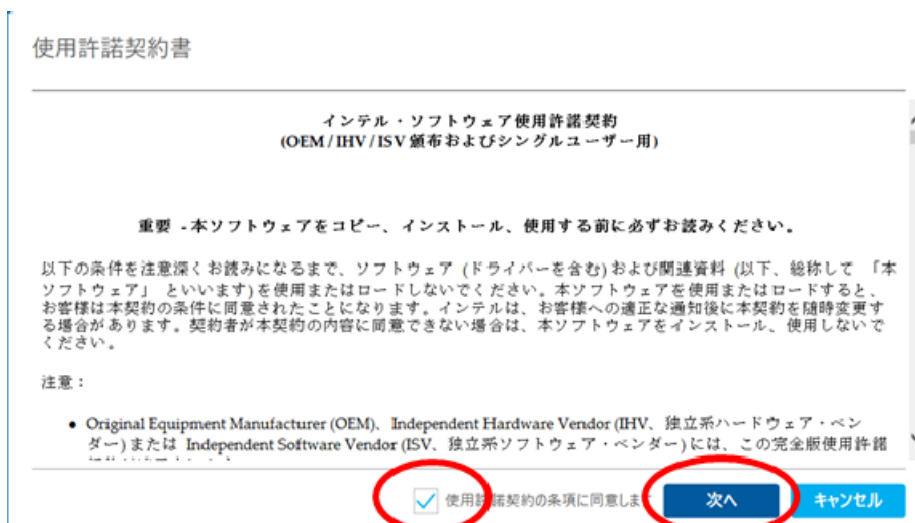 使用許諾契約書
インテル・ソフトウェア使用許諾契約
(OEM / IHV / ISV 頒布およびシングルユーザー用)
重要 - 本ソフトウェアをコピー、インストール、使用する前に必ずお読みください。
以下の条件を注意深くお読みになるまで、ソフトウェア (ドライバーを含む) および関連資料 (以下、総称して 「本
ソフトウェア」 といいます) を使用またはロードしないでください。本ソフトウェアを使用またはロードすると、
お客様は本契約の条件に同意されたことになります。インテルは、お客様への適正な通知後に本契約を随時変更す
る場合があります。契約者が本契約の内容に同意できない場合は、本ソフトウェアをインストール、使用しないで
ください。
注意：
• Original Equipment Manufacturer (OEM)、Independent Hardware Vendor (IHV、独立系ハードウェア・ベン
ダー) または Independent Software Vendor (ISV、独立系ソフトウェア・ベンダー) には、この完全版使用許諾
使用許諾契約の条項に同意します 次へ キャンセル